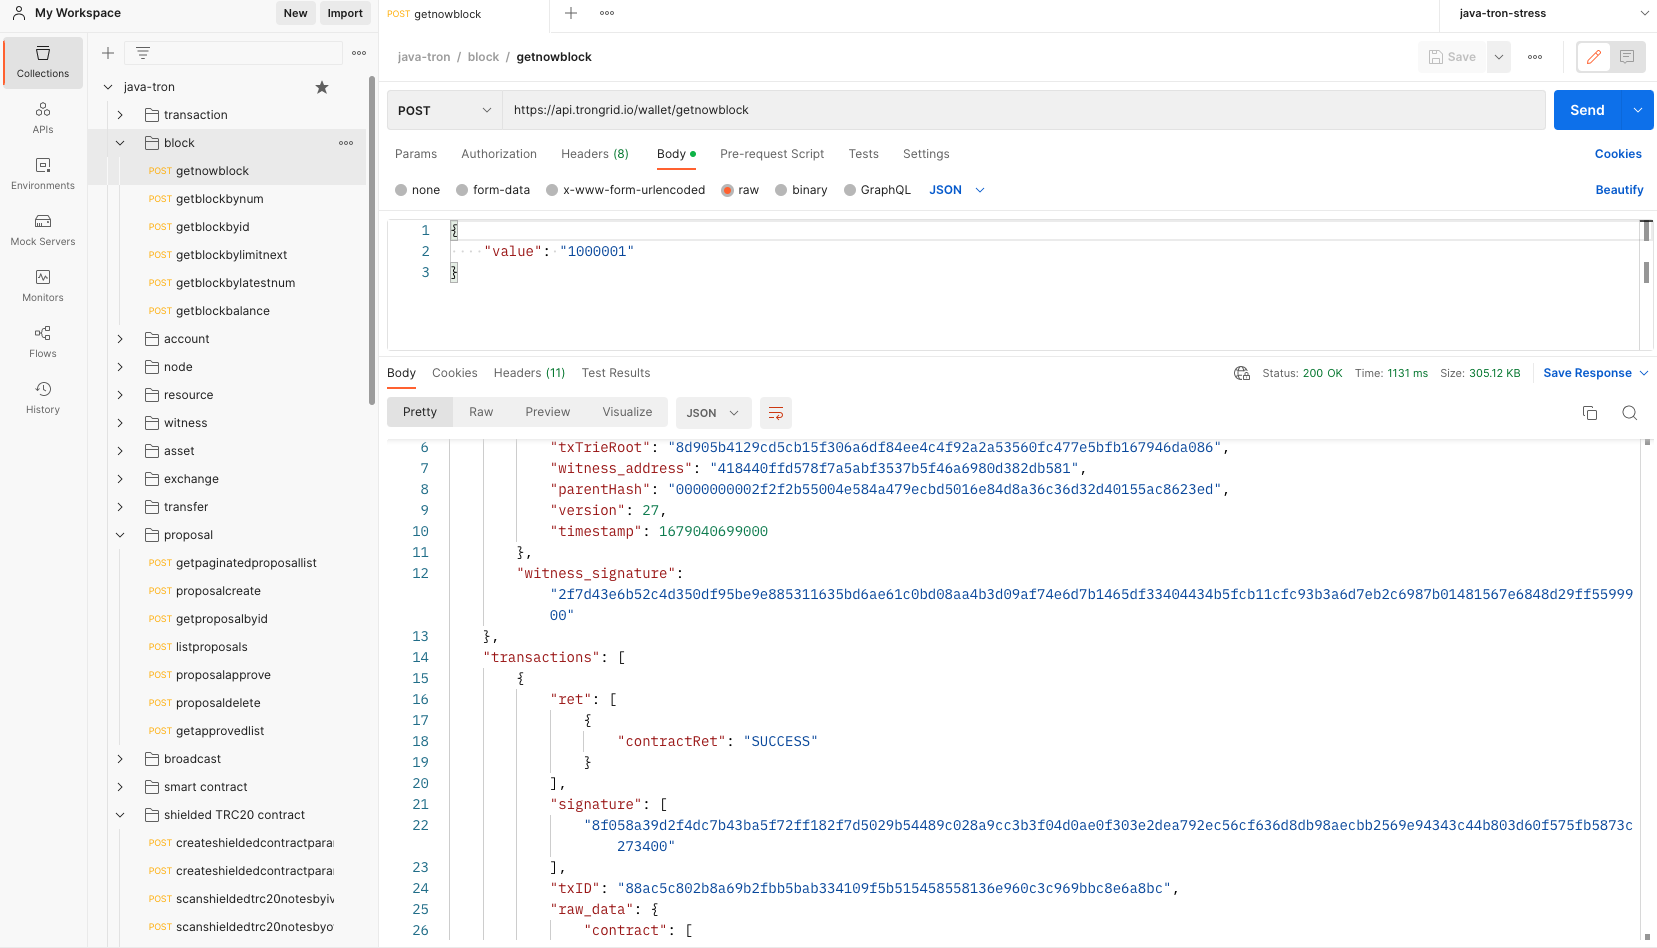 My Workspace
New
Import
POST getnowblock
java-tron-stress
Collections
APIs
Environments
Mock Servers
Monitors
Flows
History
java-tron
transaction
block
POST getnowblock
POST getblockbynum
POST getblockbyid
POST getblockbylimitnext
POST getblockbylatestnum
POST getblockbalance
account
node
resource
witness
asset
exchange
transfer
proposal
POST getpaginatedproposallist
POST proposalcreate
POST getproposalbyid
POST listproposals
POST proposalapprove
POST proposaldelete
POST getapprovedlist
broadcast
smart contract
shielded TRC20 contract
POST createshieldedcontractparar
POST createshieldedcontractparar
POST scanshieldedtrc20notesbyiv
POST scanshieldedtrc20notesbyo
java-tron / block / getnowblock
Save
POST
https://api.trongrid.io/wallet/getnowblock
Send
Params
Authorization
Headers (8)
Body
Pre-request Script
Tests
Settings
Cookies
none
form-data
x-www-form-urlencoded
raw
binary
GraphQL
JSON
Beautify
1 {
2 "value": "1000001"
3 }
Body
Cookies
Headers (11)
Test Results
Status: 200 OK
Time: 1131 ms
Size: 305.12 KB
Save Response
Pretty
Raw
Preview
Visualize
JSON
6 "txTrieRoot": "8d905b4129cd5cb15f306a6df84ee4c4f92a2a53560fc477e5bfb167946da086",
7 "witness_address": "418440ffd578f7a5abf3537b5f46a6980d382db581",
8 "parentHash": "0000000002f2f2b55004e584a479ecbd5016e84d8a36c36d32d40155ac8623ed",
9 "version": 27,
10 "timestamp": 1679040699000
11 },
12 "witness_signature":
"2f7d43e6b52c4d350df95be9e885311635bd6ae61c0bd08aa4b3d09af74e6d7b1465df33404434b5fcb11cfc93b3a6d7eb2c6987b01481567e6848d29ff55999
00"
13 },
14 "transactions": [
15 {
16 "ret": [
17 {
18 "contractRet": "SUCCESS"
19 }
20 ],
21 "signature": [
22 "8f058a39d2f4dc7b43ba5f72ff182f7d5029b54489c028a9cc3b3f04d0ae0f303e2dea792ec56cf636d8db98aecbb2569e94343c44b803d60f575fb5873c
273400"
23 ],
24 "txID": "88ac5c802b8a69b2fbb5bab334109f5b515458558136e960c3c969bbc8e6a8bc",
25 "raw_data": {
26 "contract": [